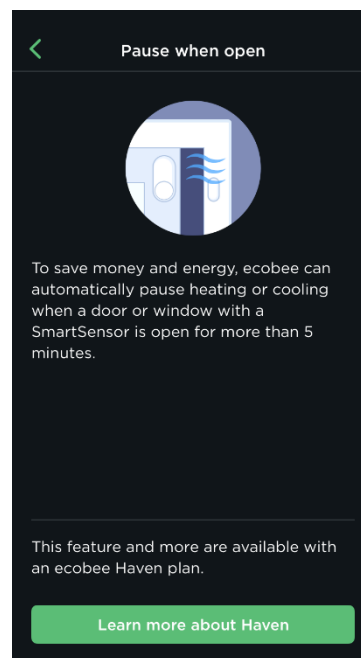 Pause when open
To save money and energy, ecobee can
automatically pause heating or cooling
when a door or window with a
SmartSensor is open for more than 5
minutes.
This feature and more are available with
an ecobee Haven plan.
Learn more about Haven